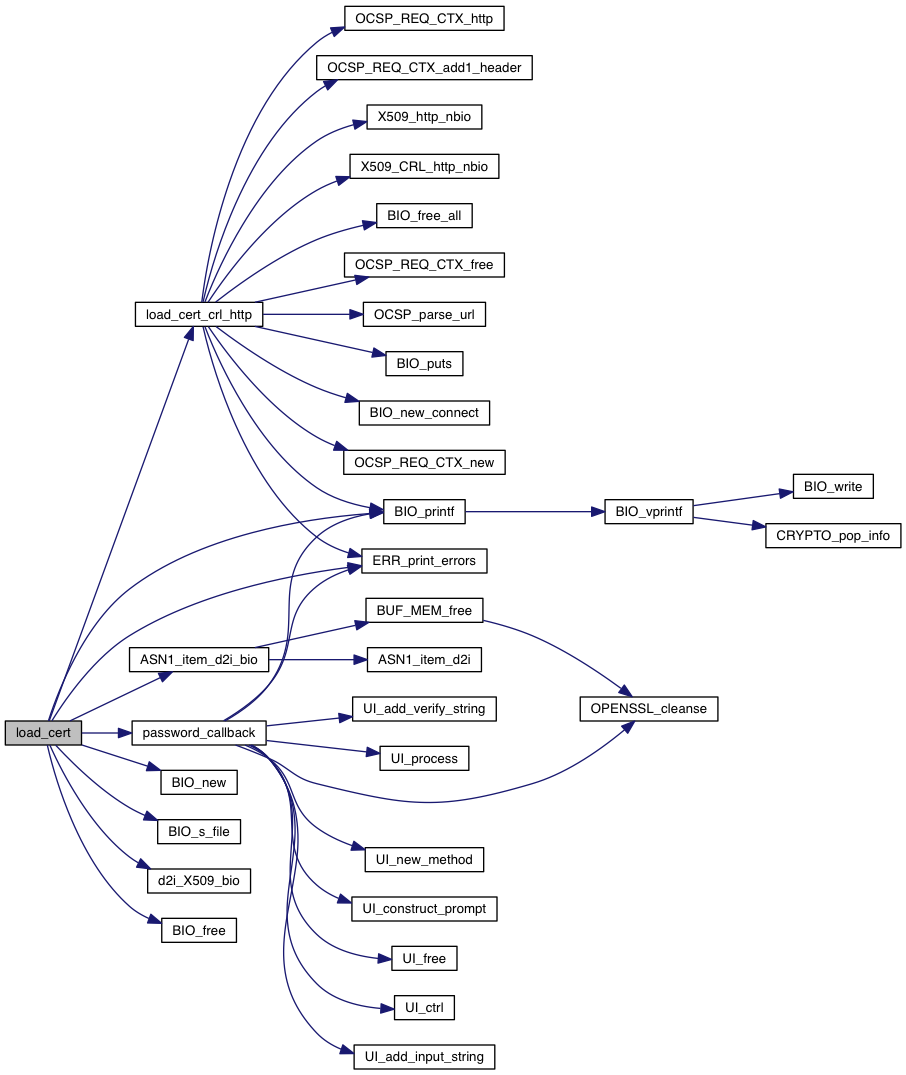 OCSP_REQ_CTX_http
OCSP_REQ_CTX_add1_header
X509_http_nbio
X509_CRL_http_nbio
BIO_free_all
OCSP_REQ_CTX_free
load_cert_crl_http
OCSP_parse_url
BIO_puts
BIO_new_connect
OCSP_REQ_CTX_new
BIO_write
BIO_printf
BIO_vprintf
CRYPTO_pop_info
ERR_print_errors
BUF_MEM_free
ASN1_item_d2i_bio
ASN1_item_d2i
UI_add_verify_string
OPENSSL_cleanse
load_cert
password_callback
UI_process
BIO_new
BIO_s_file
UI_new_method
d2i_X509_bio
UI_construct_prompt
BIO_free
UI_free
UI_ctrl
UI_add_input_string